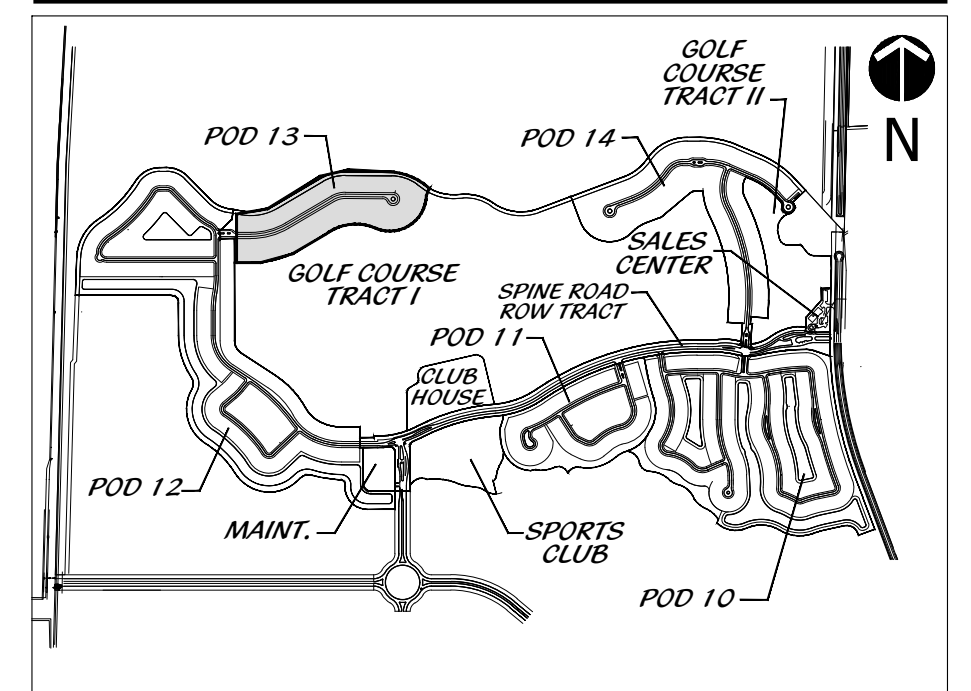 GOLF
COURSE
TRACT II
POD 13
POD 14
N
SALES
CENTER
GOLF COURSE
TRACT I
SPINE ROAD
ROW TRACT
POD 11
CLUB
HOUSE
POD 12
MAINT.
SPORTS
CLUB
POD 10